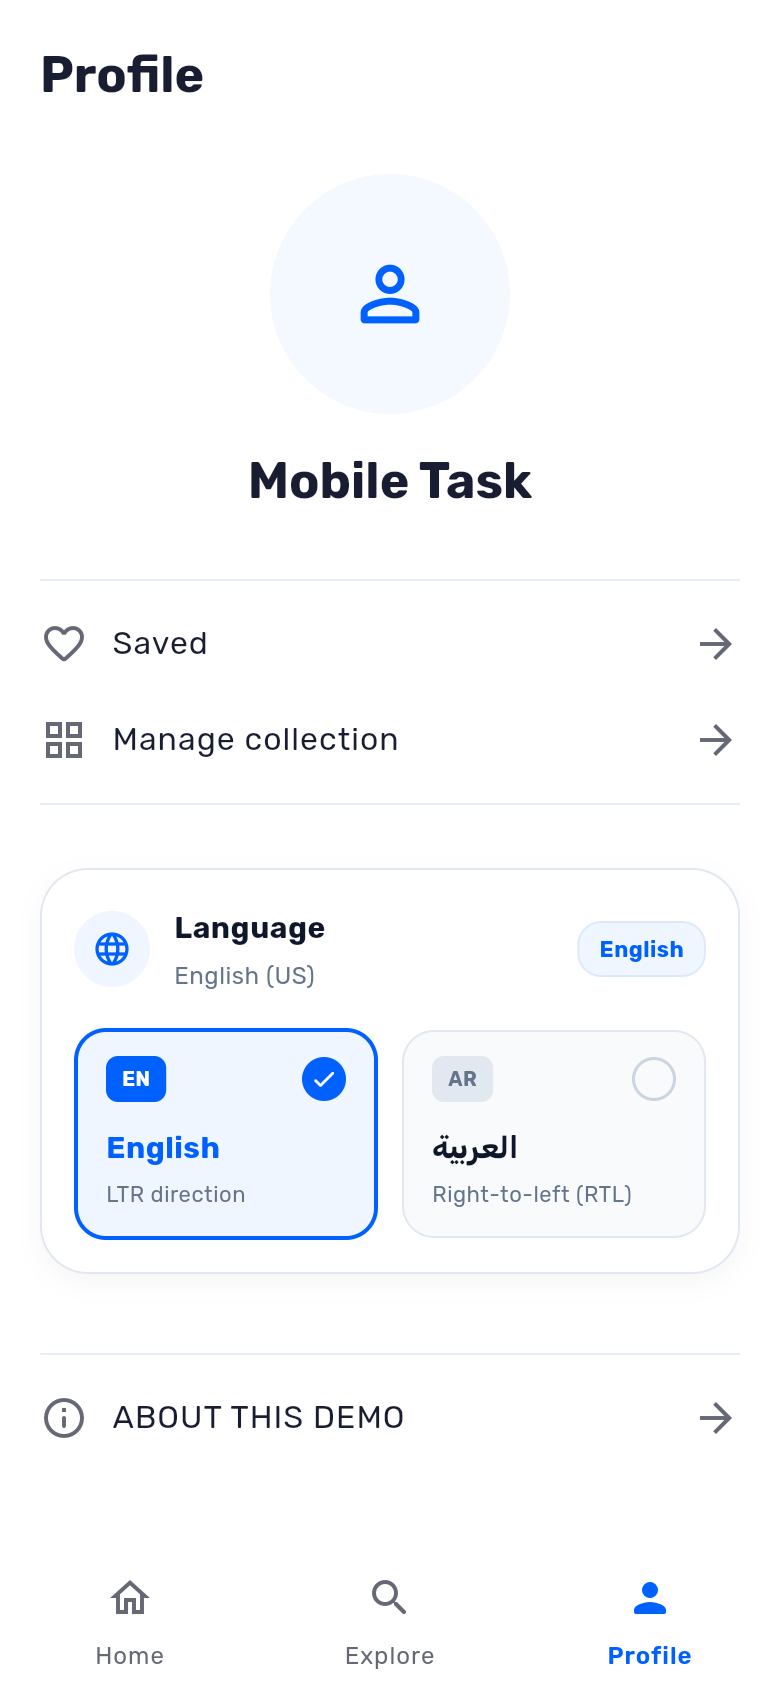 Profile
Mobile Task
Saved
Manage collection
Language
English (US)
English
EN
English
LTR direction
AR
العربية
Right-to-left (RTL)
ABOUT THIS DEMO
Home
Explore
Profile